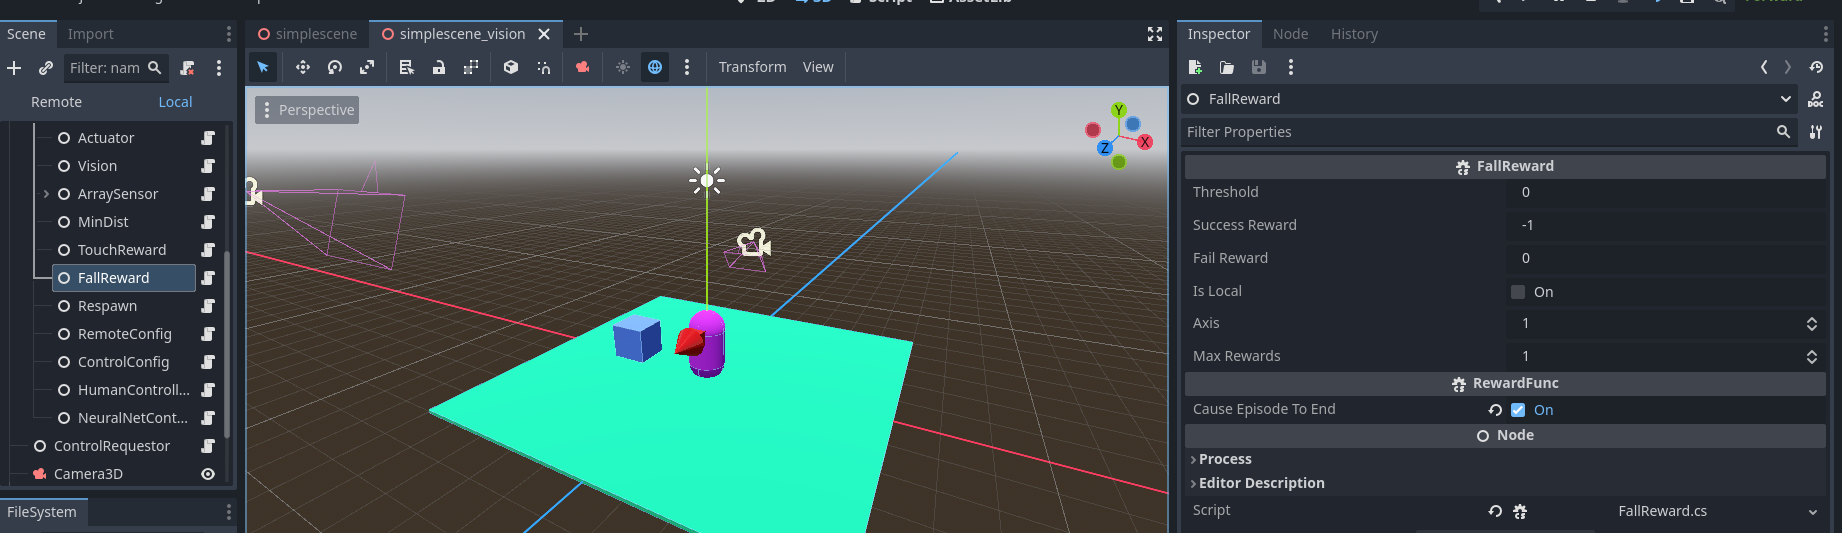 Scene Import
Filter: nam
Remote Local
Actuator
Vision
ArraySensor
MinDist
TouchReward
FallReward
Respawn
RemoteConfig
ControlConfig
HumanControll...
NeuralNetCont...
ControlRequestor
Camera3D
FileSystem
simplescene simplescene_vision
Transform View
Perspective
Y
X
Z
Inspector Node History
FallReward
DOC
Filter Properties
FallReward
Threshold 0
Success Reward -1
Fail Reward 0
Is Local On
Axis 1
Max Rewards 1
RewardFunc
Cause Episode To End On
Node
Process
Editor Description
Script FallReward.cs